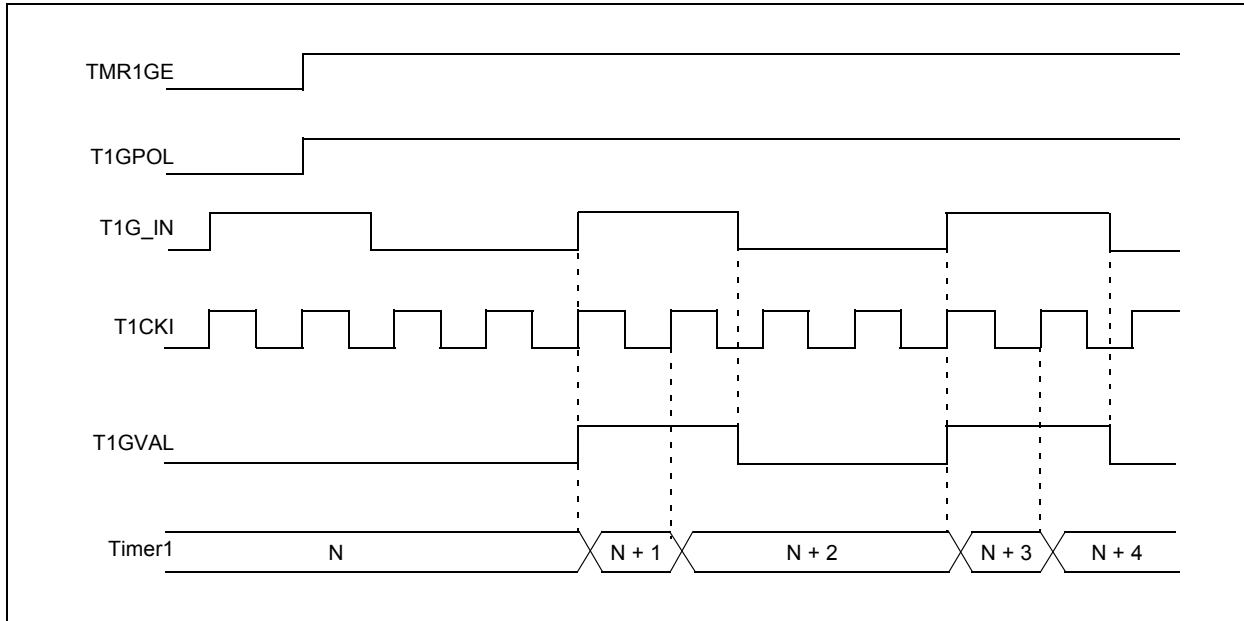 TMR1GE
T1GPOL
T1G_IN
T1CKI
T1GVAL
Timer1 N N + 1 N + 2 N + 3 N + 4